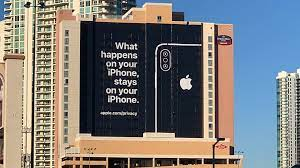 What
happens
on your
iPhone,
stays
on your
iPhone.
apple.com/privacy